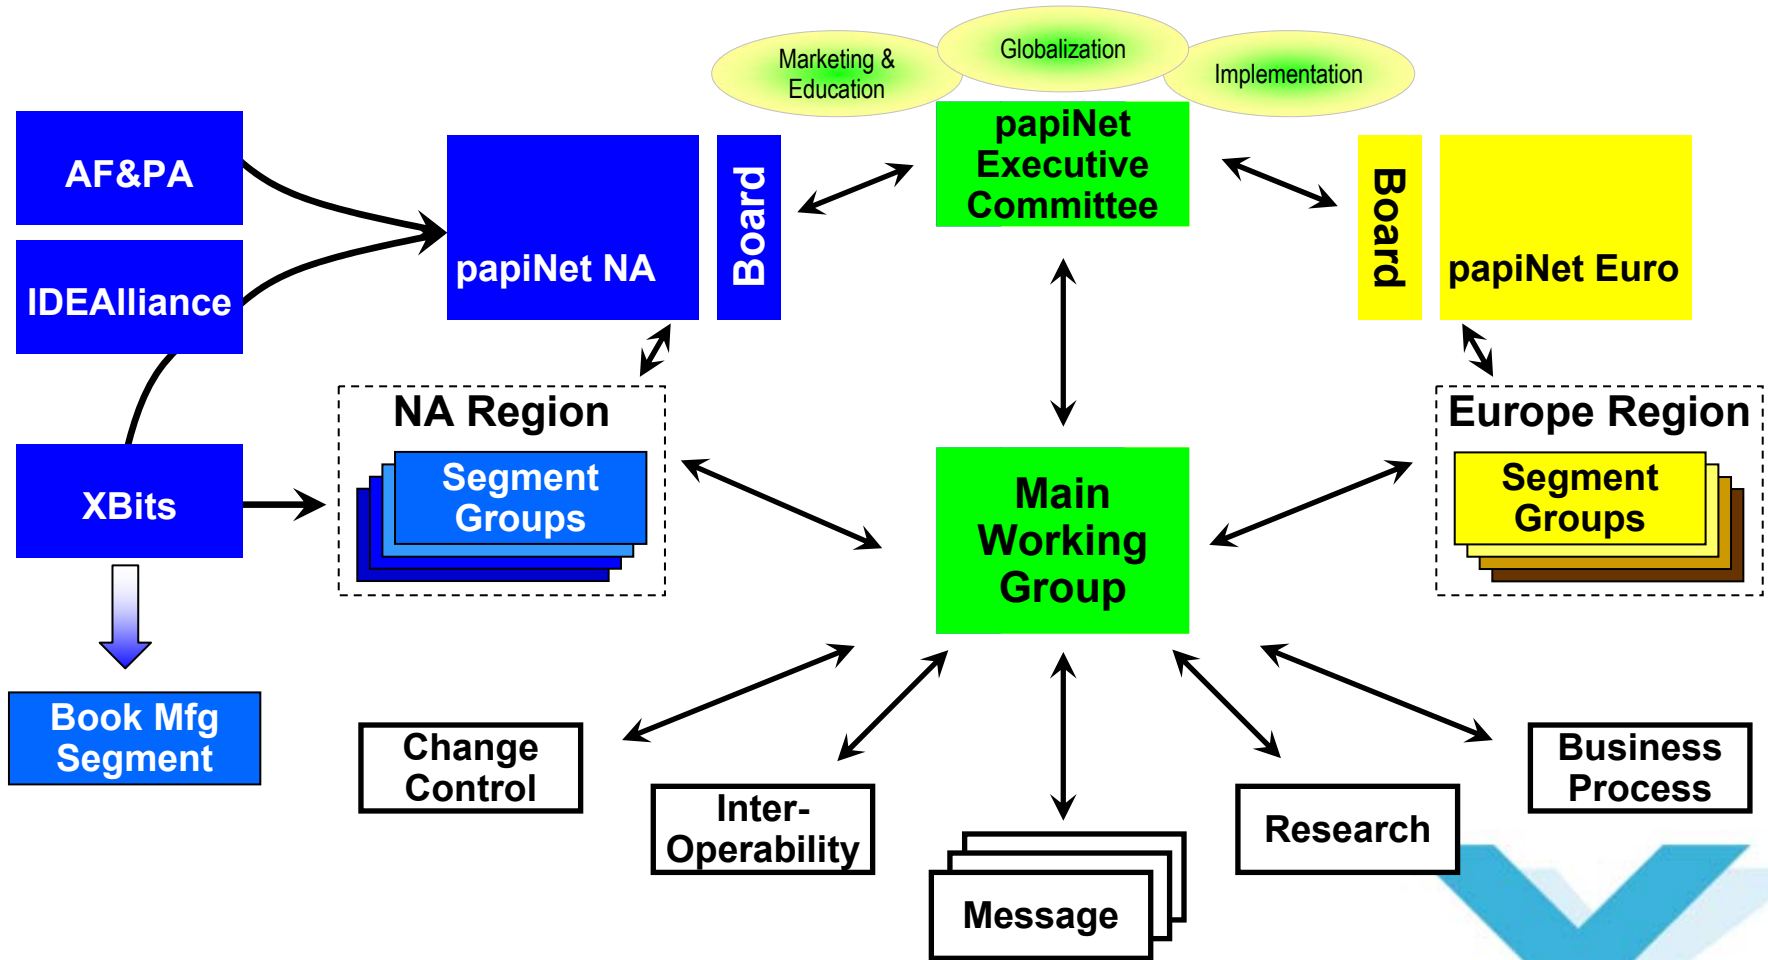 Marketing &
Education
Globalization
Implementation
AF&PA
IDEAlliance
XBits
Book Mfg
Segment
papiNet NA
Board
papiNet
Executive
Committee
Board
papiNet Euro
NA Region
Segment
Groups
Main
Working
Group
Europe Region
Segment
Groups
Change
Control
Inter-
Operability
Message
Research
Business
Process